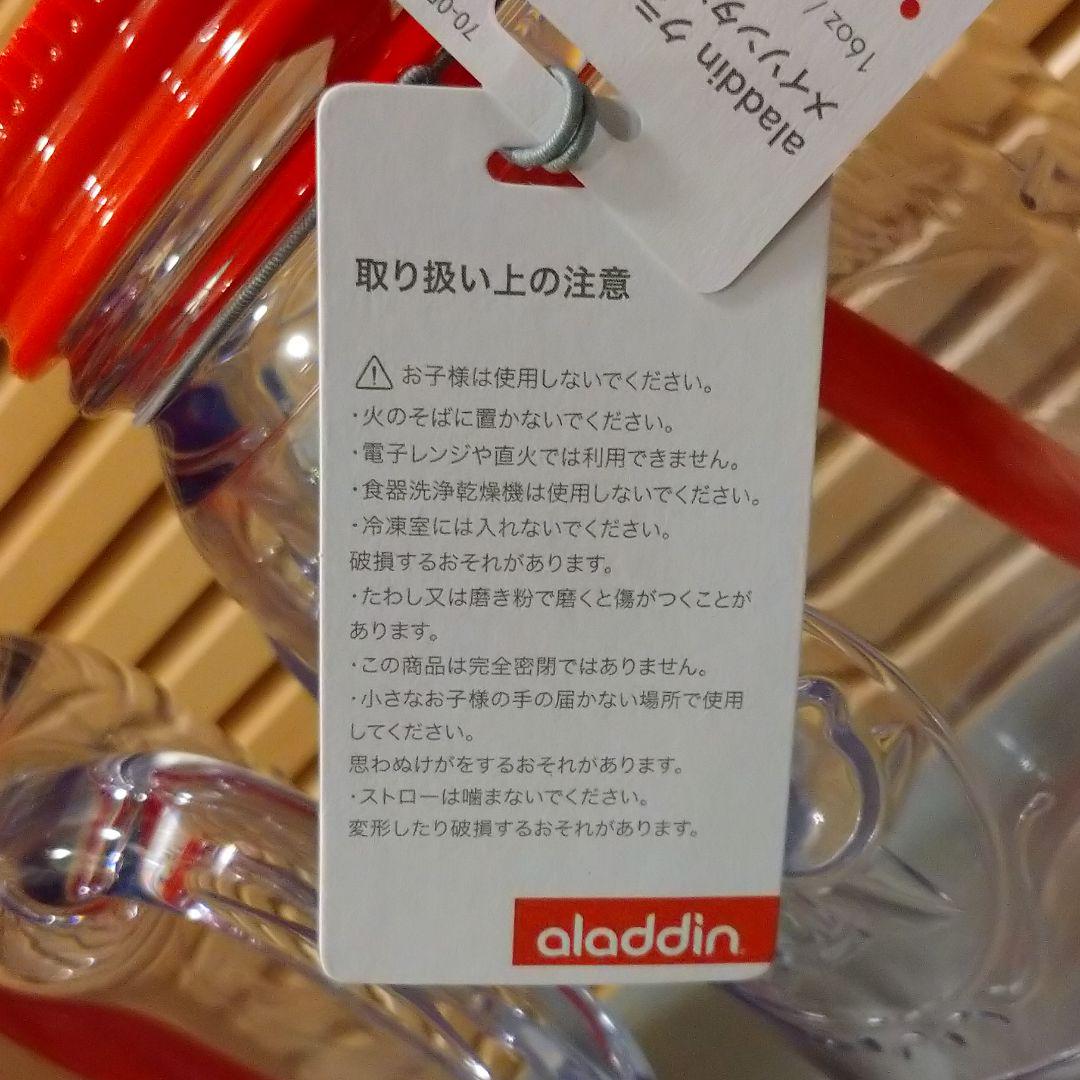 70-0
aladdin クラ
メイソンタ
16oz /
取り扱い上の注意
⚠お子様は使用しないでください。
・火のそばに置かないでください。
・電子レンジや直火では利用できません。
・食器洗浄乾燥機は使用しないでください。
・冷凍室には入れないでください。
破損するおそれがあります。
・たわし又は磨き粉で磨くと傷がつくことが
あります。
・この商品は完全密閉ではありません。
・小さなお子様の手の届かない場所で使用
してください。
思わぬけがをするおそれがあります。
・ストローは噛まないでください。
変形したり破損するおそれがあります。
aladdin